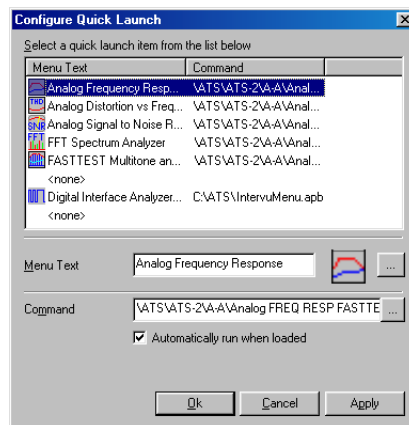 Configure Quick Launch
Select a quick launch item from the list below
Menu Text Command
Analog Frequency Resp... \ATS\ATS-2\A-A\Anal...
THD Analog Distortion vs Freq... \ATS\ATS-2\A-A\Anal...
SNR Analog Signal to Noise R... \ATS\ATS-2\A-A\Anal...
FFT FFT Spectrum Analyzer \ATS\ATS-2\A-A\Anal...
FASTTEST Multitone an... \ATS\ATS-2\A-A\Anal...
<none>
Digital Interface Analyzer... C:\ATS\IntervuMenu.apb
<none>
Menu Text Analog Frequency Response ...
Command \ATS\ATS-2\A-A\Analog FREQ RESP FASTTE ...
Automatically run when loaded
Ok Cancel Apply